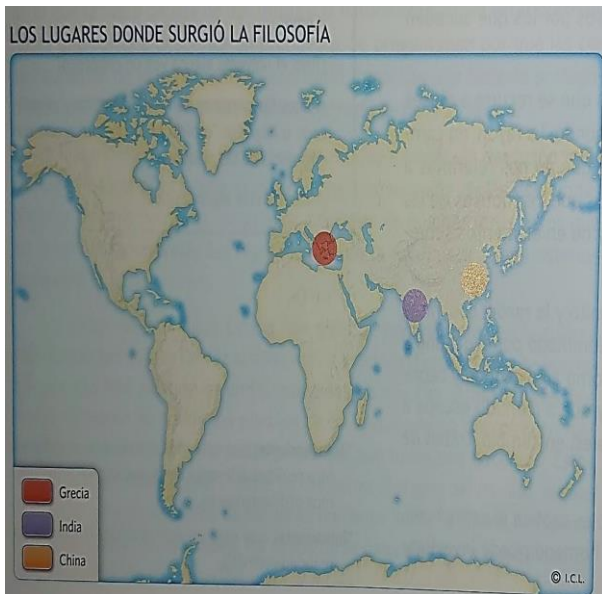 LOS LUGARES DONDE SURGIÓ LA FILOSOFÍA
Grecia
India
China
© I.C.L.